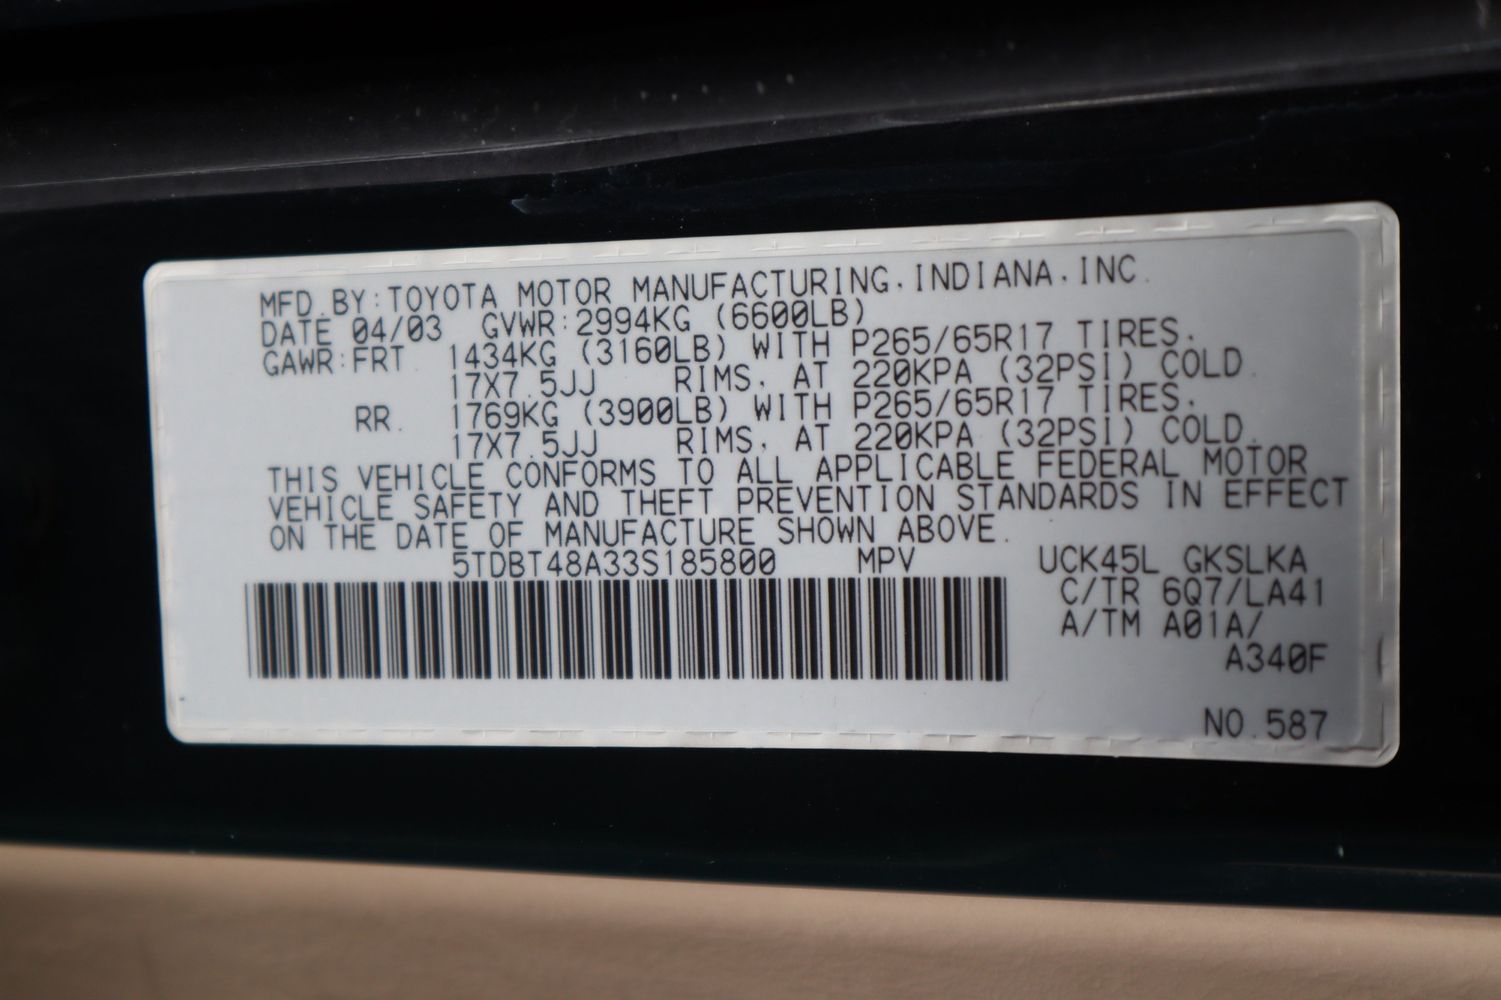 MFD.BY:TOYOTA MOTOR MANUFACTURING.INDIANA.INC.
DATE 04/03 GVWR:2994KG (6600LB)
GAWR:FRT. 1434KG (3160LB) WITH P265/65R17 TIRES.
17X7.5JJ RIMS. AT 220KPA (32PSI) COLD.
RR. 1769KG (3900LB) WITH P265/65R17 TIRES.
17X7.5JJ RIMS. AT 220KPA (32PSI) COLD.
THIS VEHICLE CONFORMS TO ALL APPLICABLE FEDERAL MOTOR
VEHICLE SAFETY AND THEFT PREVENTION STANDARDS IN EFFECT
ON THE DATE OF MANUFACTURE SHOWN ABOVE.
5TDBT48A33S185800 MPV UCK45L GKSLKA
C/TR 6Q7/LA41
A/TM A01A/
A340F
NO.587